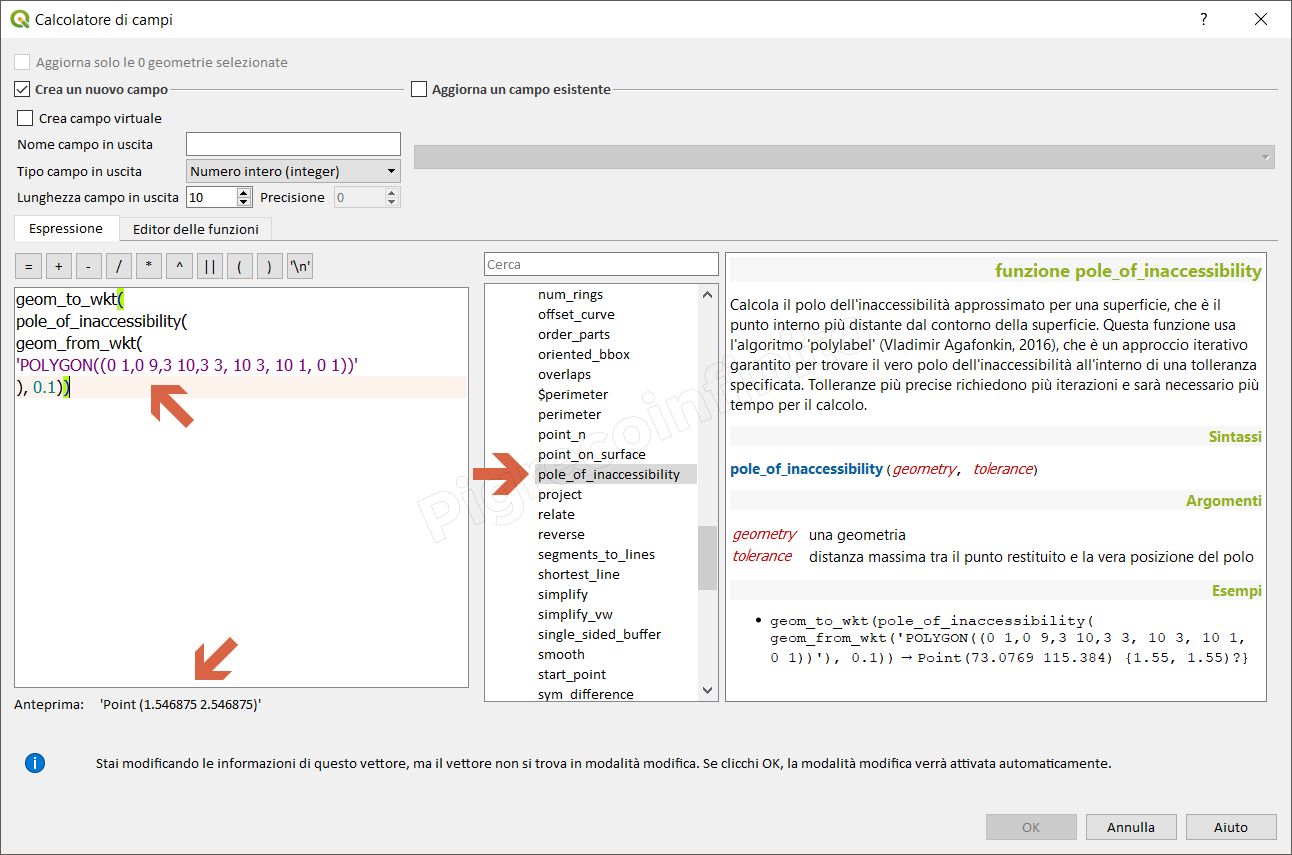 Calcolatore di campi
?
Aggiorna solo le 0 geometrie selezionate
Crea un nuovo campo
Aggiorna un campo esistente
Crea campo virtuale
Nome campo in uscita
Tipo campo in uscita
Numero intero (integer)
Lunghezza campo in uscita
10
Precisione
0
Espressione
Editor delle funzioni
= + - / * ^ || ( ) '\n'
geom_to_wkt(
pole_of_inaccessibility(
geom_from_wkt(
'POLYGON((0 1,0 9,3 10,3 3, 10 3, 10 1, 0 1))'
), 0.1))
Anteprima: 'Point (1.546875 2.546875)'
Cerca
num_rings
offset_curve
order_parts
oriented_bbox
overlaps
$perimeter
perimeter
point_n
point_on_surface
pole_of_inaccessibility
project
relate
reverse
segments_to_lines
shortest_line
simplify
simplify_vw
single_sided_buffer
smooth
start_point
sym_difference
funzione pole_of_inaccessibility
Calcola il polo dell'inaccessibilità approssimato per una superficie, che è il
punto interno più distante dal contorno della superficie. Questa funzione usa
l'algoritmo 'polylabel' (Vladimir Agafonkin, 2016), che è un approccio iterativo
garantito per trovare il vero polo dell'inaccessibilità all'interno di una tolleranza
specificata. Tolleranze più precise richiedono più iterazioni e sarà necessario più
tempo per il calcolo.
Sintassi
pole_of_inaccessibility(geometry, tolerance)
Argomenti
geometry una geometria
tolerance distanza massima tra il punto restituito e la vera posizione del polo
Esempi
• geom_to_wkt(pole_of_inaccessibility(
geom_from_wkt('POLYGON((0 1,0 9,3 10,3 3, 10 3, 10 1,
0 1))'), 0.1)) → Point(73.0769 115.384) {1.55, 1.55)?}
Stai modificando le informazioni di questo vettore, ma il vettore non si trova in modalità modifica. Se clicchi OK, la modalità modifica verrà attivata automaticamente.
OK
Annulla
Aiuto